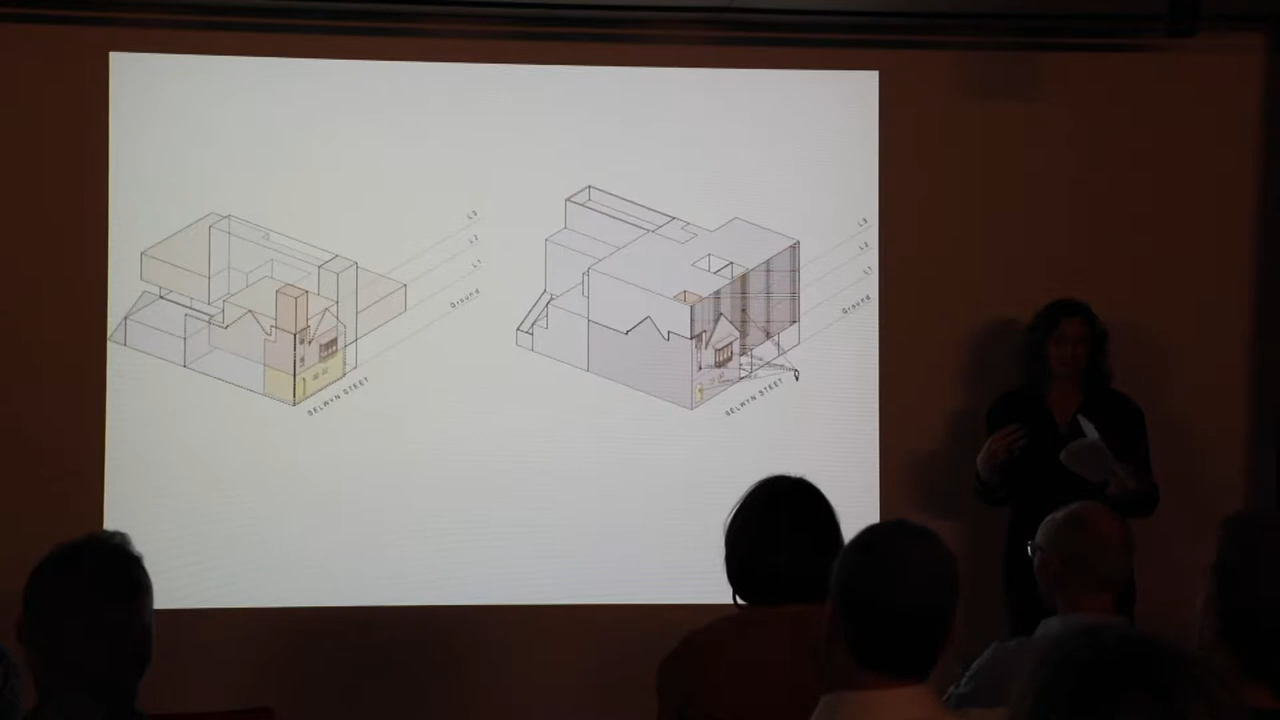 L3
L2
L1
Ground
SELWYN STEET
L3
L2
L1
Ground
SELWYN STEET